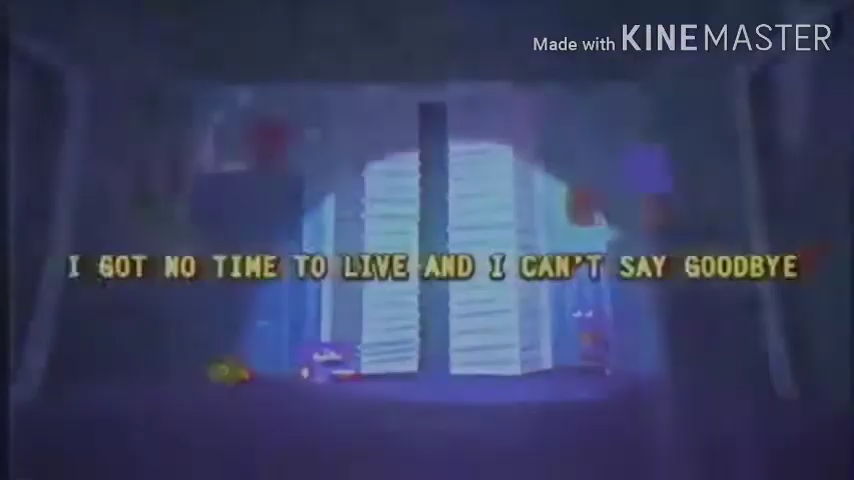 Made with KINEMASTER
I GOT NO TIME TO LIVE AND I CAN'T SAY GOODBYE